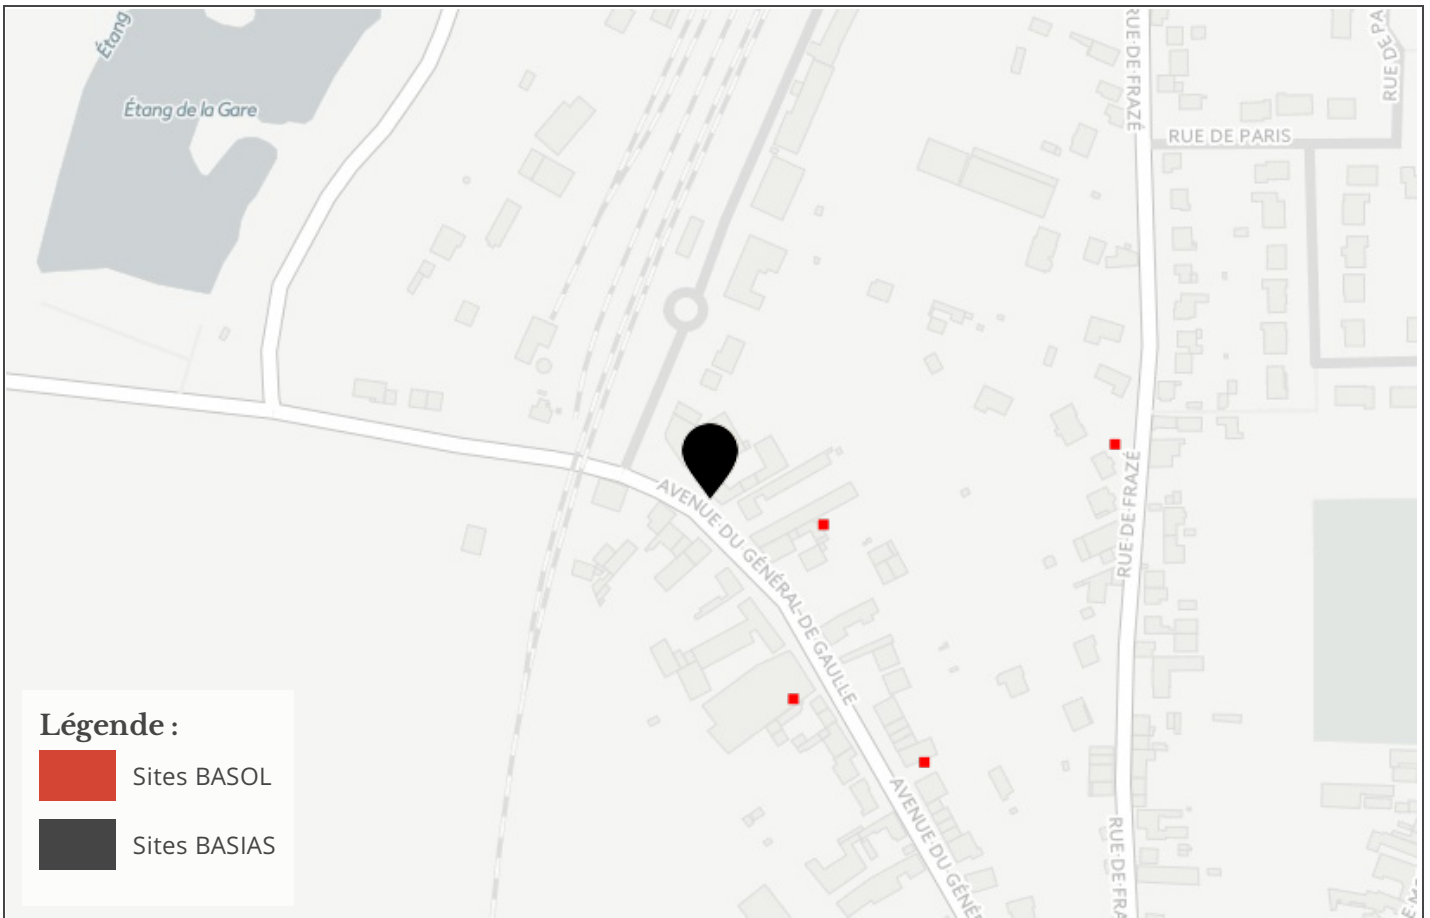 Étang
Étang de la Gare
RUE DE FRAZÉ
RUE DE PA
RUE DE PARIS
AVENUE DU GÉNÉRAL DE GAULLE
RUE DE FRAZÉ
AVENUE DU GÉNÉ
RUE DE FRA
Légende :
Sites BASOL
Sites BASIAS